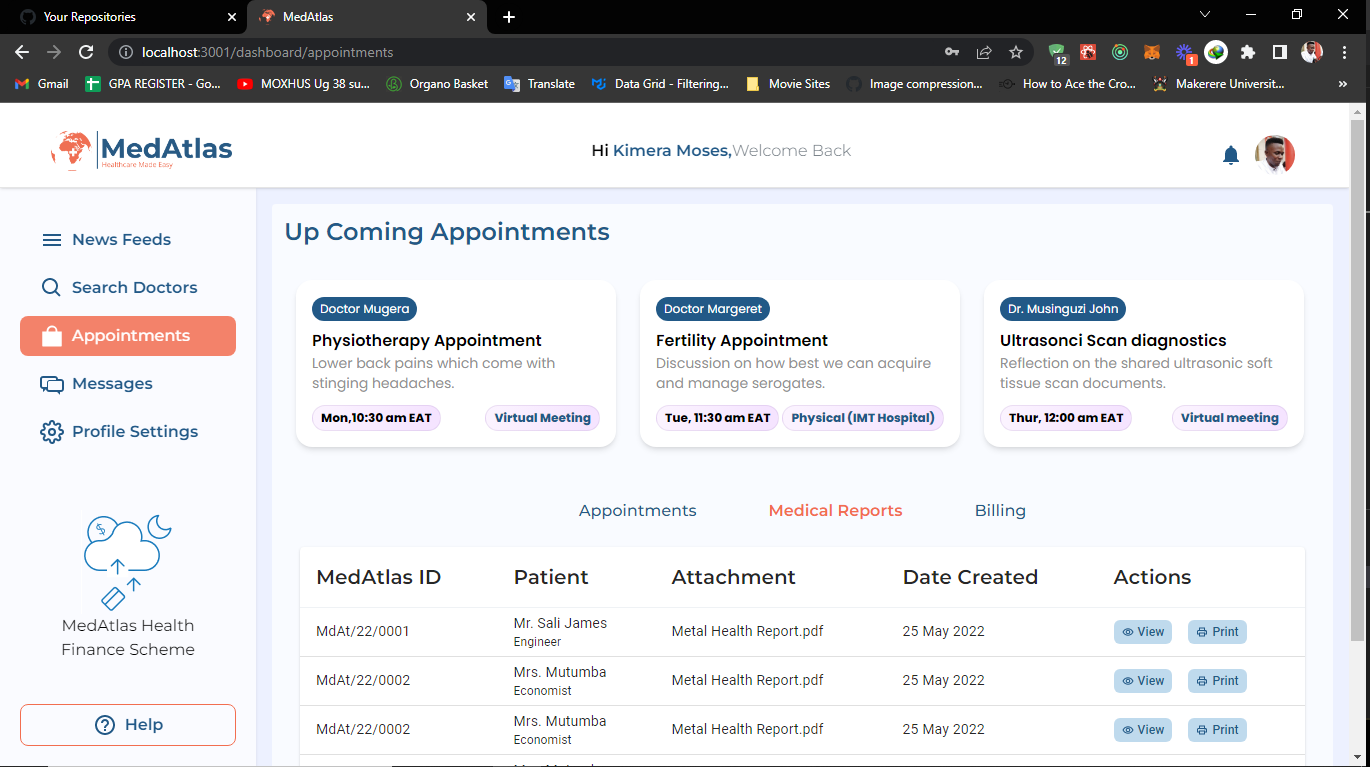 Your Repositories
MedAtlas
localhost:3001/dashboard/appointments
12
1
Gmail
GPA REGISTER - Go...
MOXHUS Ug 38 su...
Organo Basket
Translate
Data Grid - Filtering...
Movie Sites
Image compression...
How to Ace the Cro...
Makerere Universit...
»
MedAtlas
Healthcare Made Easy
Hi Kimera Moses,Welcome Back
News Feeds
Search Doctors
Appointments
Messages
Profile Settings
MedAtlas Health
Finance Scheme
Help
Up Coming Appointments
Doctor Mugera
Physiotherapy Appointment
Lower back pains which come with
stinging headaches.
Mon,10:30 am EAT
Virtual Meeting
Doctor Margeret
Fertility Appointment
Discussion on how best we can acquire
and manage serogates.
Tue, 11:30 am EAT
Physical (IMT Hospital)
Dr. Musinguzi John
Ultrasonci Scan diagnostics
Reflection on the shared ultrasonic soft
tissue scan documents.
Thur, 12:00 am EAT
Virtual meeting
Appointments
Medical Reports
Billing
MedAtlas ID Patient Attachment Date Created Actions
MdAt/22/0001 Mr. Sali James Metal Health Report.pdf 25 May 2022 View Print
Engineer
MdAt/22/0002 Mrs. Mutumba Metal Health Report.pdf 25 May 2022 View Print
Economist
MdAt/22/0002 Mrs. Mutumba Metal Health Report.pdf 25 May 2022 View Print
Economist